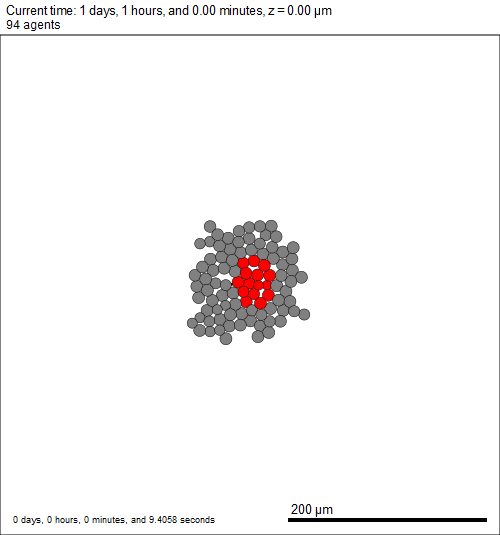 Current time: 1 days, 1 hours, and 0.00 minutes, z = 0.00 µm
94 agents
200 µm
0 days, 0 hours, 0 minutes, and 9.4058 seconds